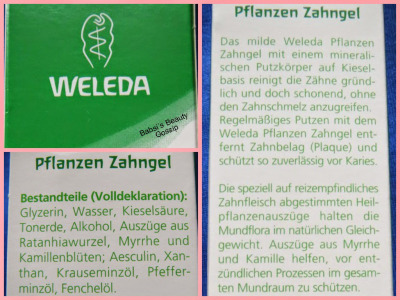 WELEDA
Babsi's Beauty
Gossip
Pflanzen Zahngel
Bestandteile (Volldeklaration):
Glyzerin, Wasser, Kieselsäure,
Tonerde, Alkohol, Auszüge aus
Ratanhiawurzel, Myrrhe und
Kamillenblüten; Aesculin, Xan-
than, Krauseminzöl, Pfeffer-
minzöl, Fenchelöl.
Pflanzen Zahngel
Das milde Weleda Pflanzen
Zahngel mit einem minerali-
schen Putzkörper auf Kiesel-
basis reinigt die Zähne gründ-
lich und doch schonend, ohne
den Zahnschmelz anzugreifen.
Regelmäßiges Putzen mit dem
Weleda Pflanzen Zahngel ent-
fernt Zahnbelag (Plaque) und
schützt so zuverlässig vor Karies.
Die speziell auf reizempfindliches
Zahnfleisch abgestimmten Heil-
pflanzenauszüge halten die
Mundflora im natürlichen Gleich-
gewicht. Auszüge aus Myrrhe
und Kamille helfen, vor ent-
zündlichen Prozessen im gesam-
ten Mundraum zu schützen.